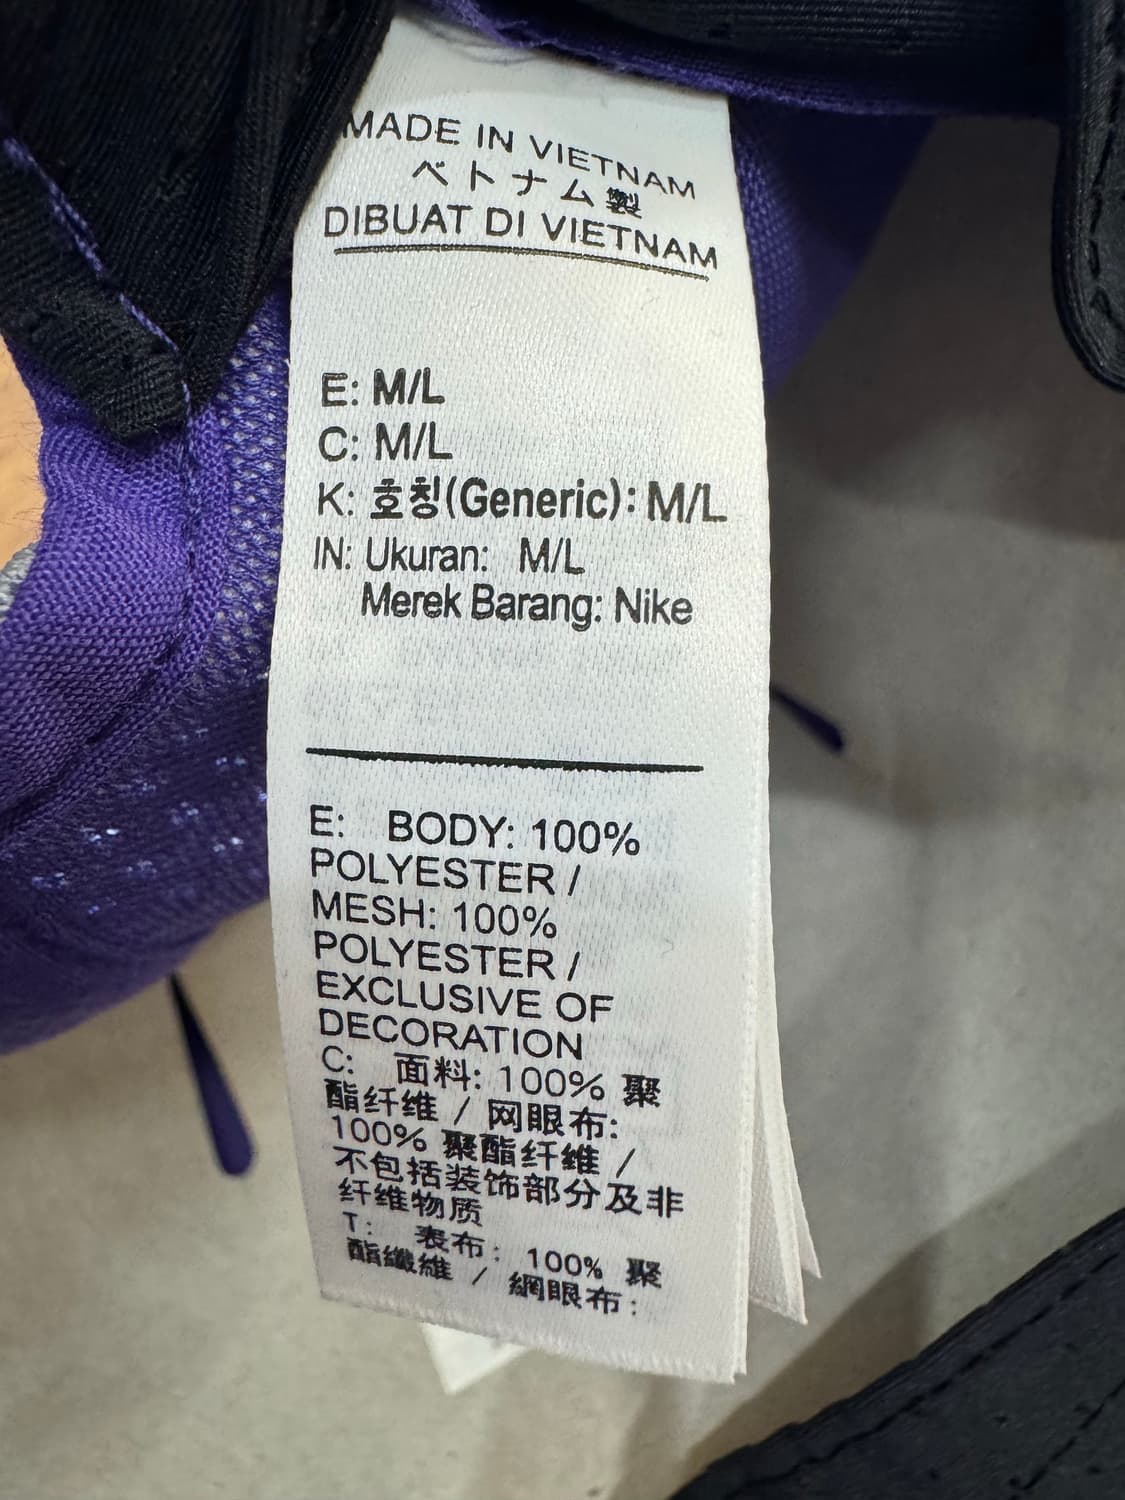 MADE IN VIETNAM
ベトナム製
DIBUAT DI VIETNAM
E: M/L
C: M/L
K: 호칭(Generic): M/L
IN: Ukuran: M/L
Merek Barang: Nike
E: BODY: 100%
POLYESTER /
MESH: 100%
POLYESTER /
EXCLUSIVE OF
DECORATION
C: 面料: 100% 聚
酯纤维 / 网眼布:
100% 聚酯纤维 /
不包括装饰部分及非
纤维物质
T: 表布: 100% 聚
酯纖維 / 網眼布: